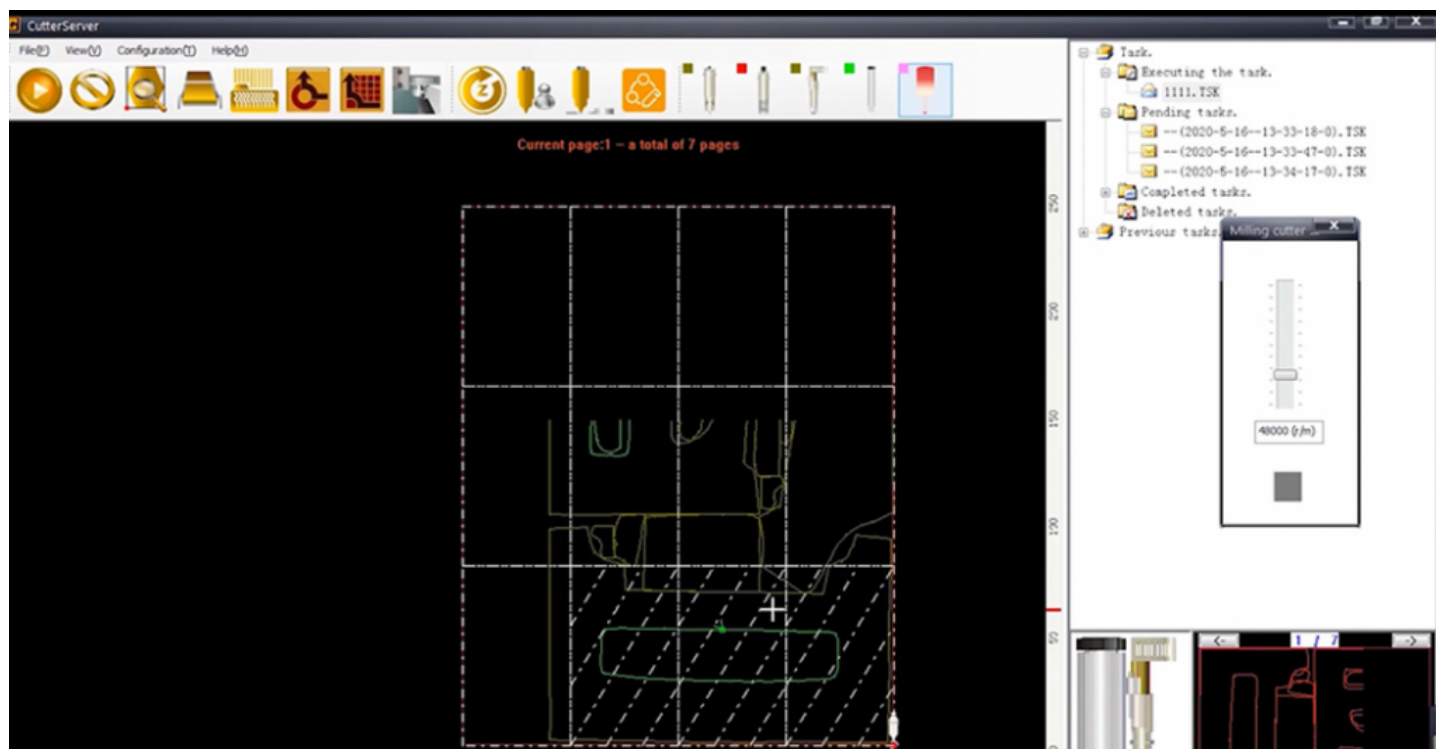 CutterServer
File(F) View(V) Configuration(T) Help(H)
Current page:1 – a total of 7 pages
Task.
Executing the task.
1111.TSK
Pending tasks.
--(2020-5-16--13-33-18-0).TSK
--(2020-5-16--13-33-47-0).TSK
--(2020-5-16--13-34-17-0).TSK
Completed tasks.
Deleted tasks.
Previous tasks.
Milling cutter ...
48000 (r/m)
250
200
150
100
50
0
<- 1 / 7 ->
Z